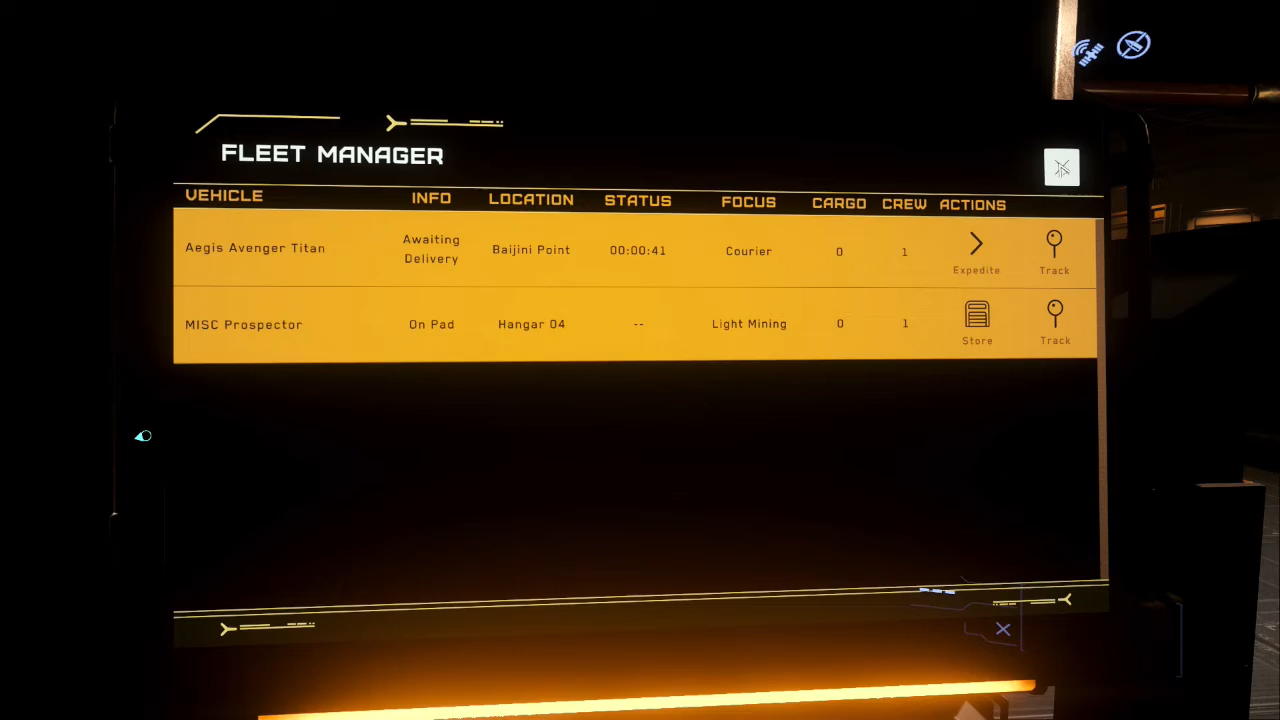 FLEET MANAGER
VEHICLE INFO LOCATION STATUS FOCUS CARGO CREW ACTIONS
Aegis Avenger Titan Awaiting Delivery Baijini Point 00:00:41 Courier 0 1 Expedite Track
MISC Prospector On Pad Hangar 04 -- Light Mining 0 1 Store Track